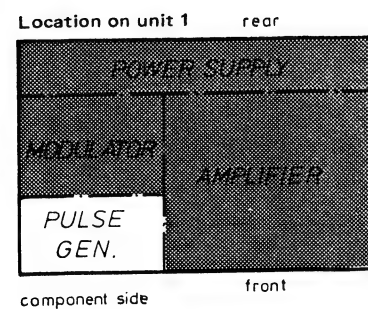 Location on unit 1 rear
POWER SUPPLY
MODULATOR
AMPLIFIER
PULSE
GEN.
component side front